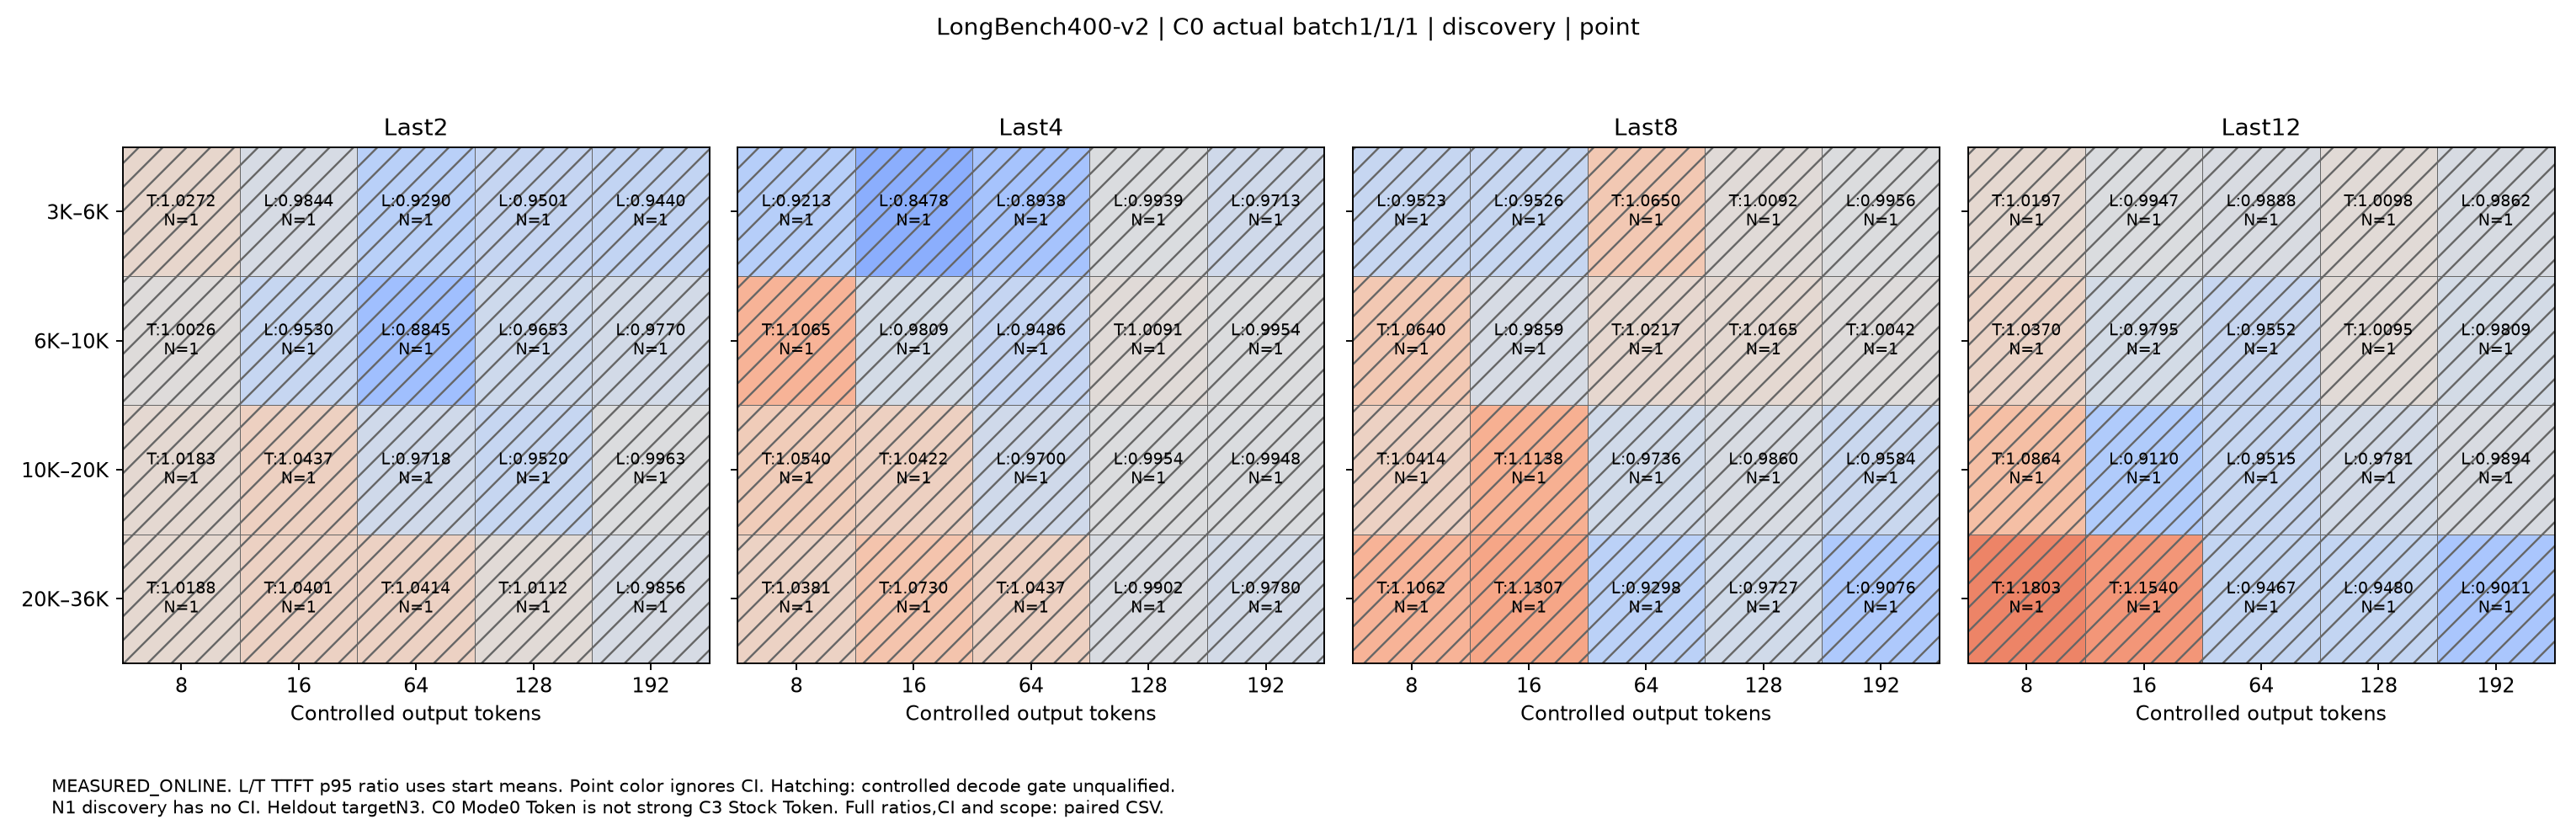 LongBench400-v2 | C0 actual batch1/1/1 | discovery | point
Last2
Last4
Last8
Last12
3K–6K
T:1.0272 L:0.9844 L:0.9290 L:0.9501 L:0.9440
N=1 N=1 N=1 N=1 N=1
L:0.9213 L:0.8478 L:0.8938 L:0.9939 L:0.9713
N=1 N=1 N=1 N=1 N=1
L:0.9523 L:0.9526 T:1.0650 T:1.0092 L:0.9956
N=1 N=1 N=1 N=1 N=1
T:1.0197 L:0.9947 L:0.9888 T:1.0098 L:0.9862
N=1 N=1 N=1 N=1 N=1
6K–10K
T:1.0026 L:0.9530 L:0.8845 L:0.9653 L:0.9770
N=1 N=1 N=1 N=1 N=1
T:1.1065 L:0.9809 L:0.9486 T:1.0091 L:0.9954
N=1 N=1 N=1 N=1 N=1
T:1.0640 L:0.9859 T:1.0217 T:1.0165 T:1.0042
N=1 N=1 N=1 N=1 N=1
T:1.0370 L:0.9795 L:0.9552 T:1.0095 L:0.9809
N=1 N=1 N=1 N=1 N=1
10K–20K
T:1.0183 T:1.0437 L:0.9718 L:0.9520 L:0.9963
N=1 N=1 N=1 N=1 N=1
T:1.0540 T:1.0422 L:0.9700 L:0.9954 L:0.9948
N=1 N=1 N=1 N=1 N=1
T:1.0414 T:1.1138 L:0.9736 L:0.9860 L:0.9584
N=1 N=1 N=1 N=1 N=1
T:1.0864 L:0.9110 L:0.9515 L:0.9781 L:0.9894
N=1 N=1 N=1 N=1 N=1
20K–36K
T:1.0188 T:1.0401 T:1.0414 T:1.0112 L:0.9856
N=1 N=1 N=1 N=1 N=1
T:1.0381 T:1.0730 T:1.0437 L:0.9902 L:0.9780
N=1 N=1 N=1 N=1 N=1
T:1.1062 T:1.1307 L:0.9298 L:0.9727 L:0.9076
N=1 N=1 N=1 N=1 N=1
T:1.1803 T:1.1540 L:0.9467 L:0.9480 L:0.9011
N=1 N=1 N=1 N=1 N=1
8 16 64 128 192
8 16 64 128 192
8 16 64 128 192
8 16 64 128 192
Controlled output tokens
Controlled output tokens
Controlled output tokens
Controlled output tokens
MEASURED_ONLINE. L/T TTFT p95 ratio uses start means. Point color ignores CI. Hatching: controlled decode gate unqualified.
N1 discovery has no CI. Heldout targetN3. C0 Mode0 Token is not strong C3 Stock Token. Full ratios,CI and scope: paired CSV.